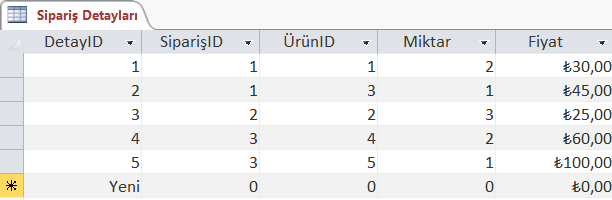 Sipariş Detayları
DetayID SiparişID ÜrünID Miktar Fiyat
1 1 1 2 ₺30,00
2 1 3 1 ₺45,00
3 2 2 3 ₺25,00
4 3 4 2 ₺60,00
5 3 5 1 ₺100,00
Yeni 0 0 0 ₺0,00